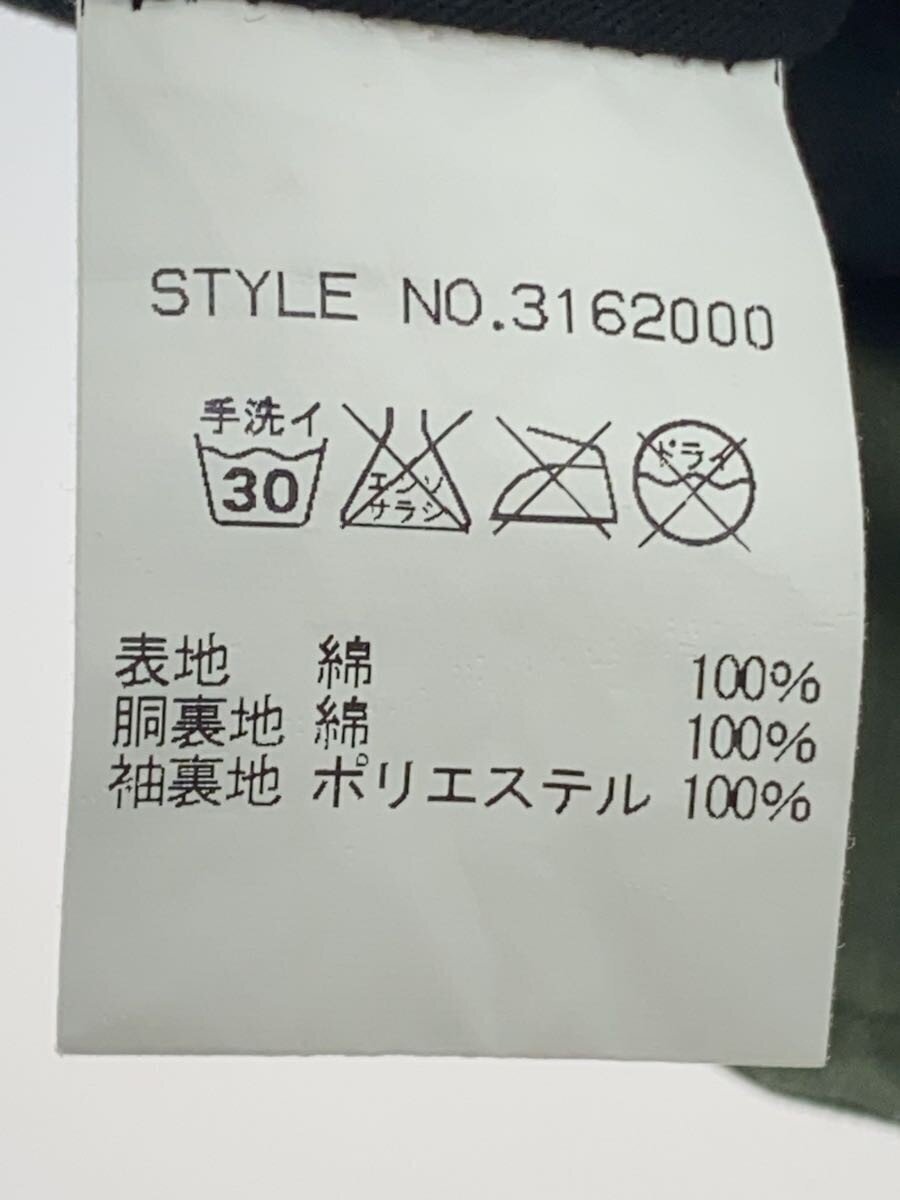 STYLE NO.3162000
手洗イ
30
エンソ
サラシ
ドライ
表地 綿 100%
胴裏地 綿 100%
袖裏地 ポリエステル 100%